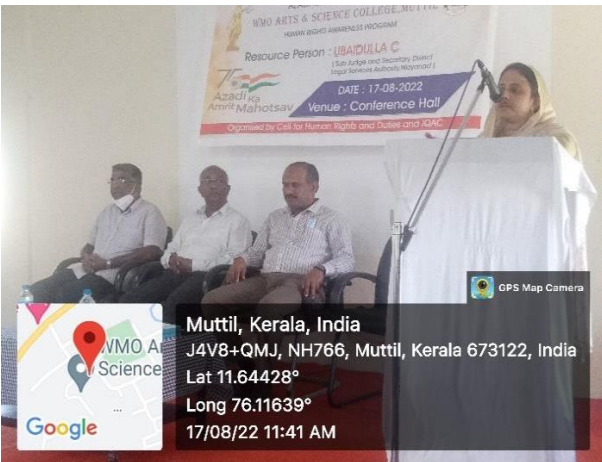 WMO ARTS & SCIENCE COLLEGE, MUTTIL
HUMAN RIGHTS AWARENESS PROGRAM
Resource Person : UBAIDULLA C
( Sub Judge and Secretary District
Legal Services Authority, Wayanad )
75
Azadi Ka
Amrit Mahotsav
DATE : 17-08-2022
Venue : Conference Hall
Organised by Cell for Human Rights and Duties and IQAC
GPS Map Camera
WMO Ar
Science
...
Google
Muttil, Kerala, India
J4V8+QMJ, NH766, Muttil, Kerala 673122, India
Lat 11.64428°
Long 76.11639°
17/08/22 11:41 AM